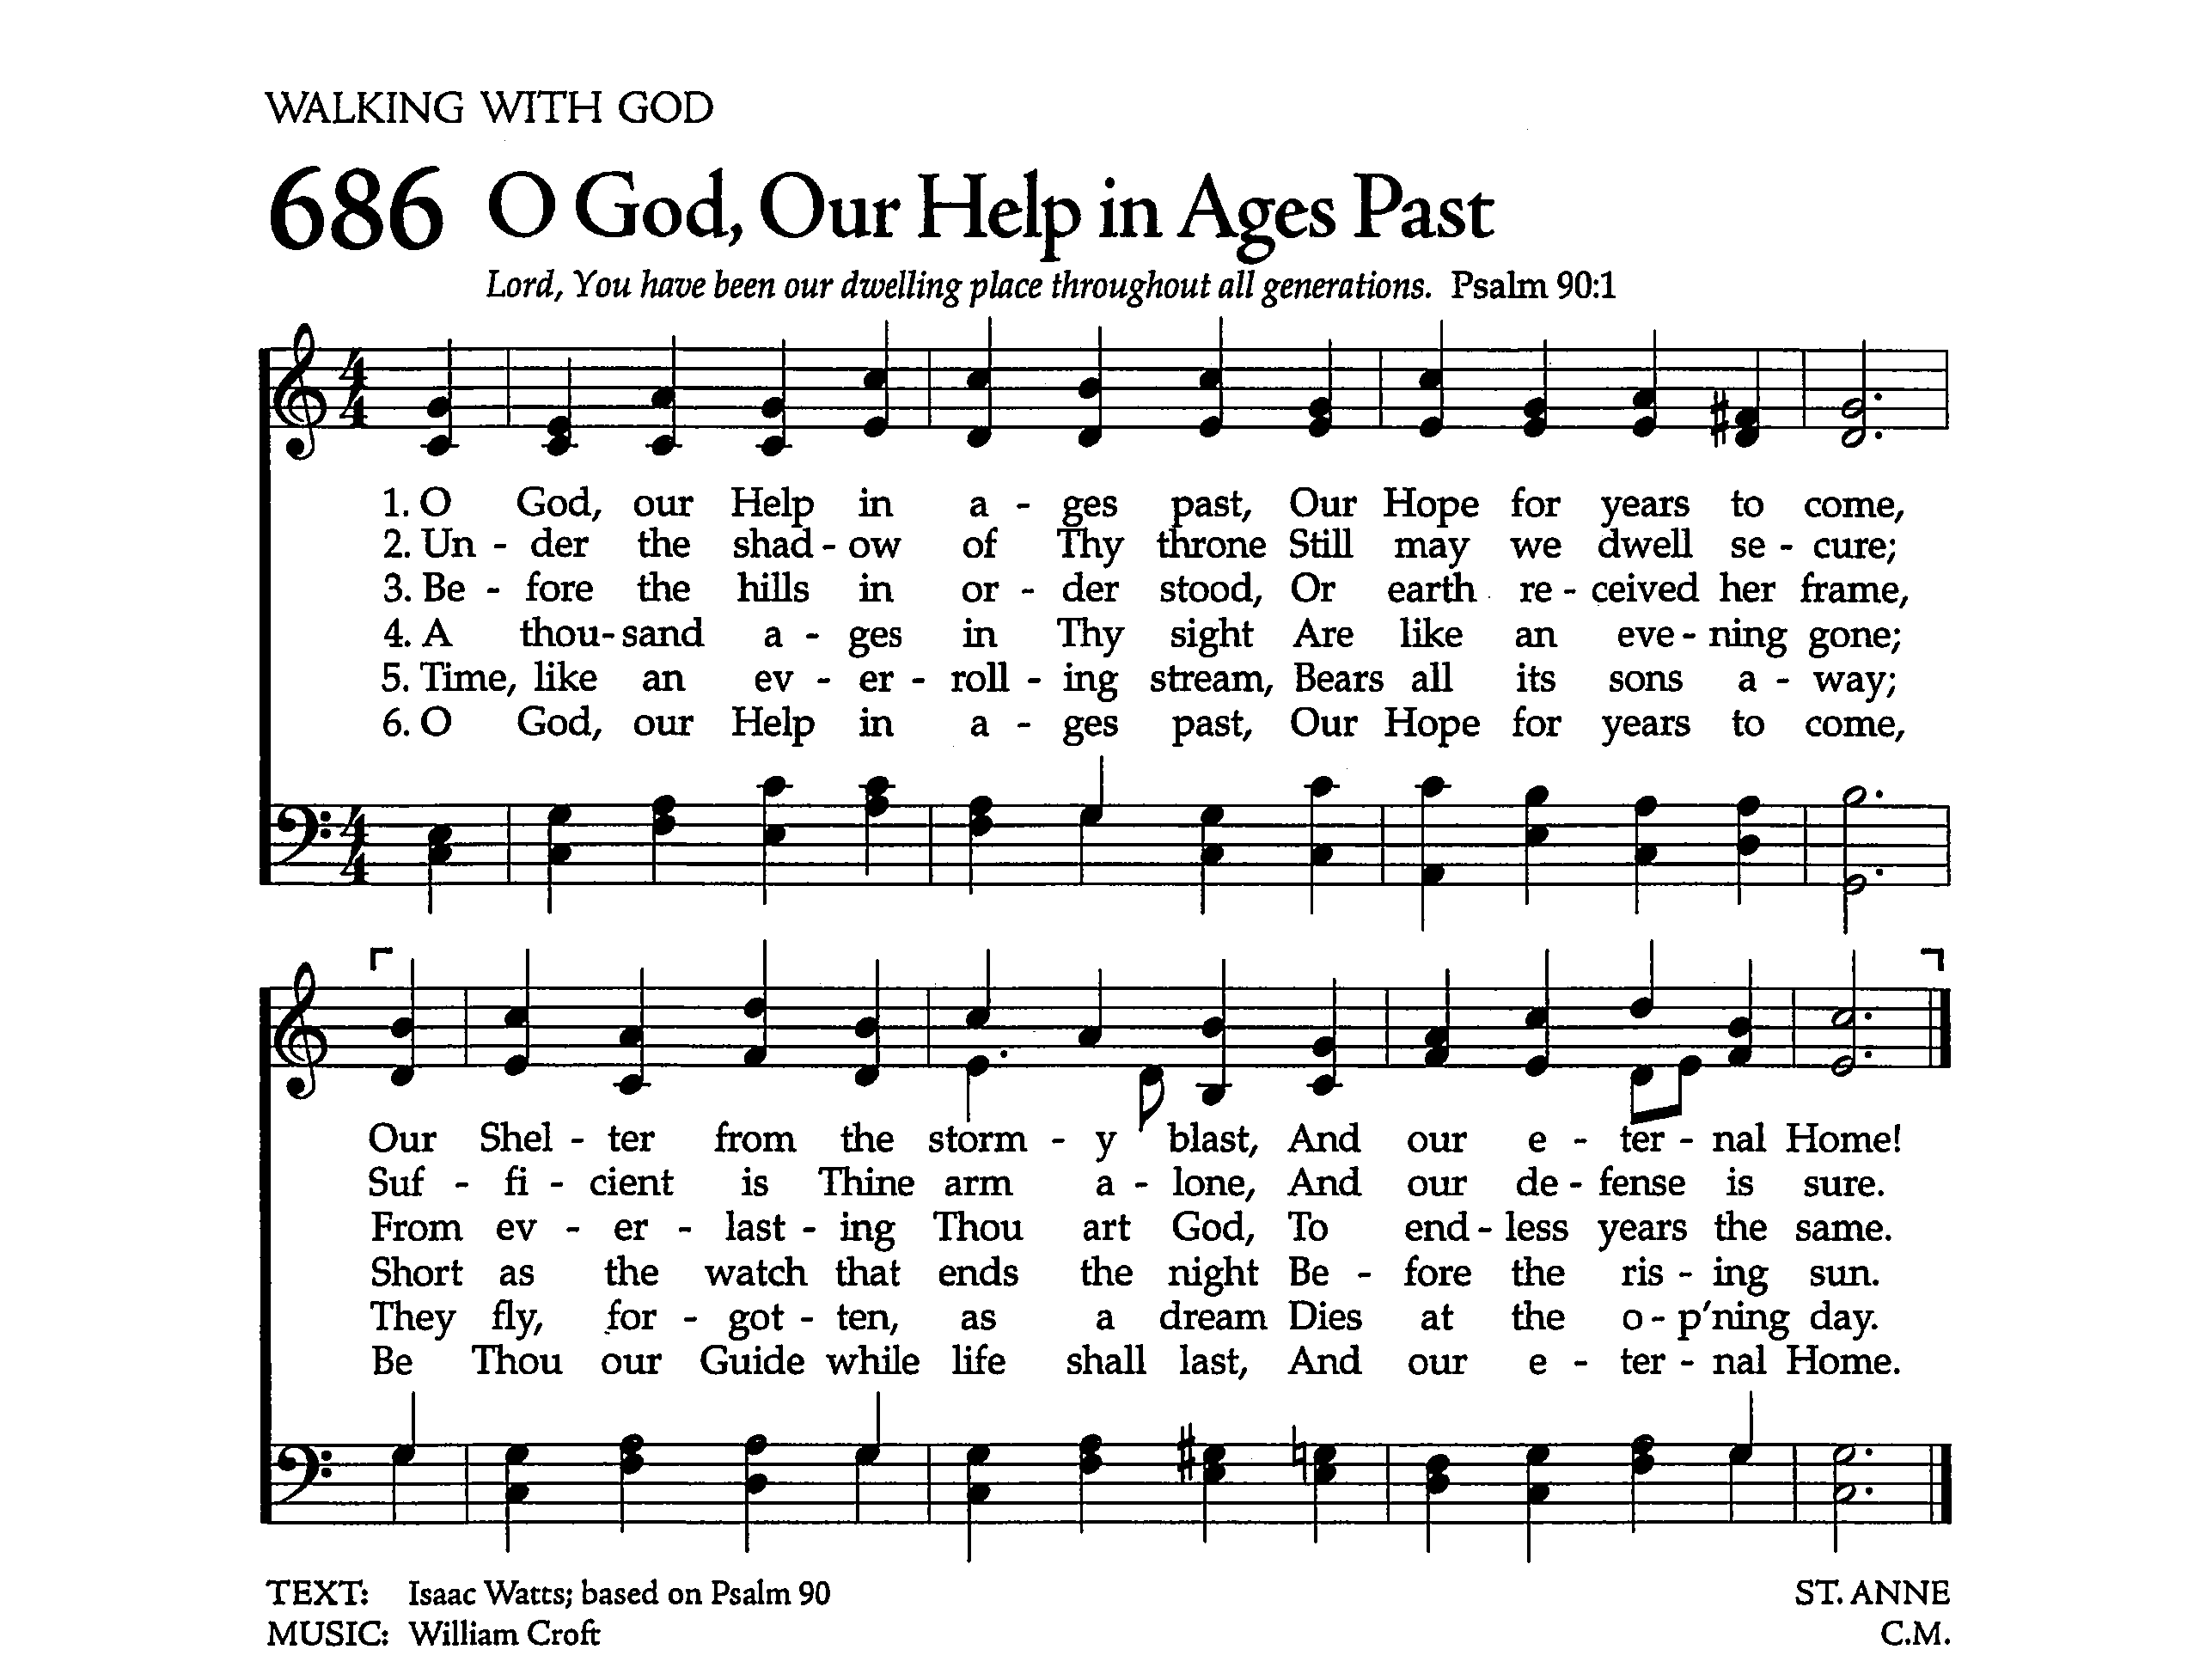 WALKING WITH GOD
686 O God, Our Help in Ages Past
Lord, You have been our dwelling place throughout all generations. Psalm 90:1
4 4
1. O God, our Help in a - ges past, Our Hope for years to come,
2. Un - der the shad - ow of Thy throne Still may we dwell se - cure;
3. Be - fore the hills in or - der stood, Or earth re - ceived her frame,
4. A thou - sand a - ges in Thy sight Are like an eve - ning gone;
5. Time, like an ev - er - roll - ing stream, Bears all its sons a - way;
6. O God, our Help in a - ges past, Our Hope for years to come,
4 4
Our Shel - ter from the storm - y blast, And our e - ter - nal Home!
Suf - fi - cient is Thine arm a - lone, And our de - fense is sure.
From ev - er - last - ing Thou art God, To end - less years the same.
Short as the watch that ends the night Be - fore the ris - ing sun.
They fly, for - got - ten, as a dream Dies at the o - p'ning day.
Be Thou our Guide while life shall last, And our e - ter - nal Home.
TEXT: Isaac Watts; based on Psalm 90 ST. ANNE
MUSIC: William Croft C.M.